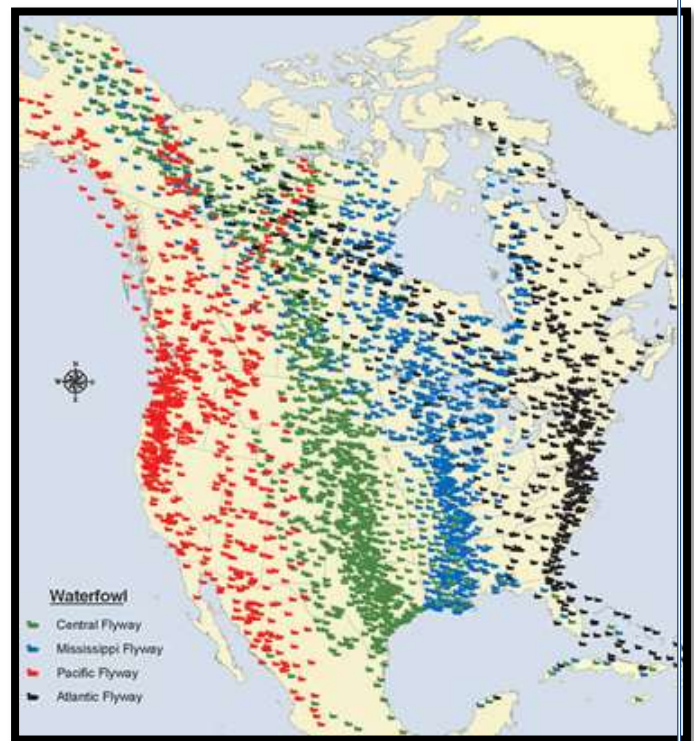 N
W
S
Waterfowl
Central Flyway
Mississippi Flyway
Pacific Flyway
Atlantic Flyway